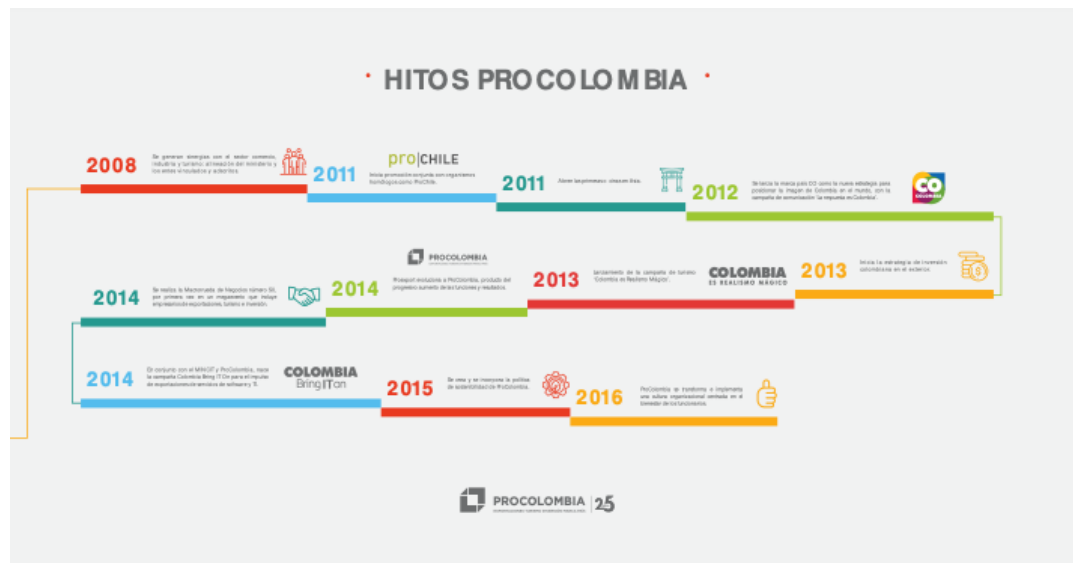 HITOS PROCOLOMBIA
2008
Se generan sinergias con el sector comercio,
industria y turismo: alineación del ministerio y
los entes vinculados y adscritos.
2011
pro|CHILE
Inicia promoción conjunta con organismos
homólogos como ProChile.
2011
Abren las primeras en Asia.
2012
Se lanza la marca país CO como la nueva estrategia para
posicionar la imagen de Colombia en el mundo, con la
campaña de comunicación 'La respuesta es Colombia'.
CO
COLOMBIA
2013
Inicia la estrategia de inversión
colombiana en el exterior.
2013
Lanzamiento de la campaña de turismo
'Colombia es Realismo Mágico'.
COLOMBIA
ES REALISMO MÁGICO
2014
PROCOLOMBIA
Proexport evoluciona a ProColombia, producto del
progresivo aumento de las funciones y resultados.
2014
Se realiza la Macrorrueda de Negocios número 50,
por primera vez en un megaevento que incluye
empresarios de exportaciones, turismo e inversión.
2014
En conjunto con el MINCIT y ProColombia, nace
la campaña Colombia Bring IT On para el impulso
de exportaciones de servicios de software y TI.
COLOMBIA
Bring IT on
2015
Se crea y se incorpora la política
de sostenibilidad de ProColombia.
2016
ProColombia se transforma e implementa
una cultura organizacional centrada en el
bienestar de los funcionarios.
PROCOLOMBIA 25